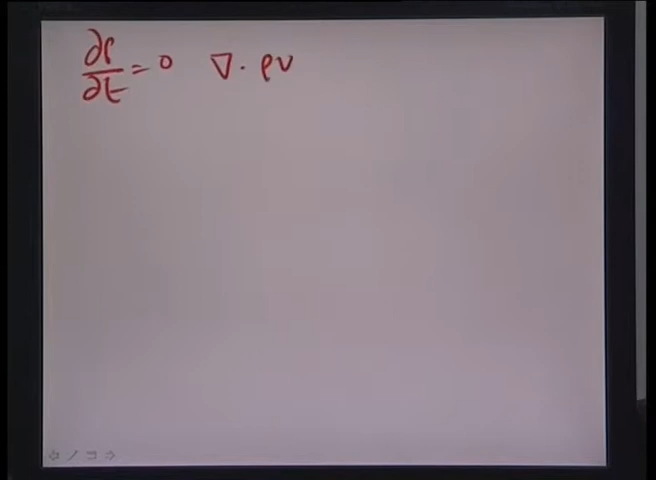 ∂ρ/∂t = 0   ∇ · ρv